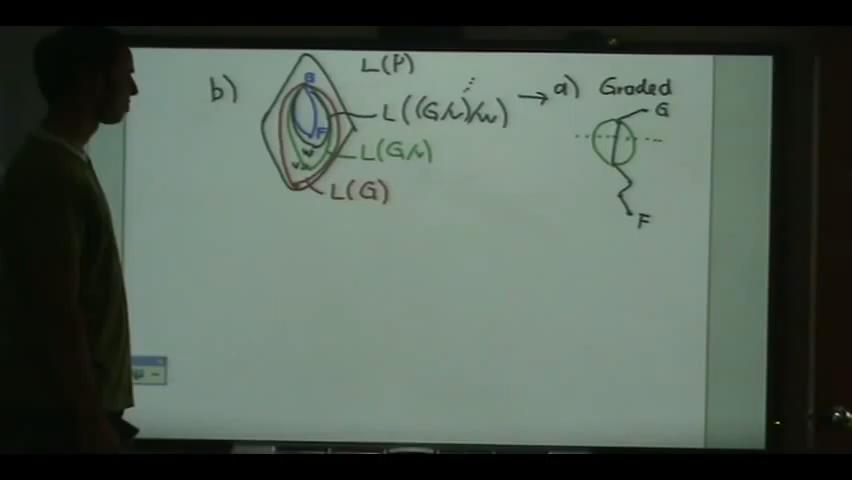 b)
L(P)
L((G/v)/w)
L(G/v)
L(G)
G
F
w
v
→ a) Graded
G
F